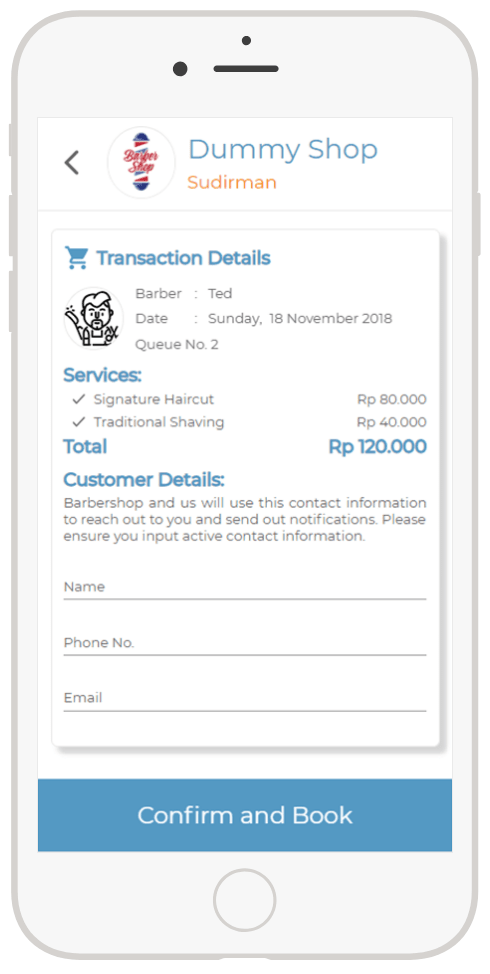 Dummy Shop
Barber
Shop
Sudirman
Transaction Details
Barber : Ted
Date : Sunday, 18 November 2018
Queue No. 2
Services:
Signature Haircut Rp 80.000
Traditional Shaving Rp 40.000
Total Rp 120.000
Customer Details:
Barbershop and us will use this contact information
to reach out to you and send out notifications. Please
ensure you input active contact information.
Name
Phone No.
Email
Confirm and Book